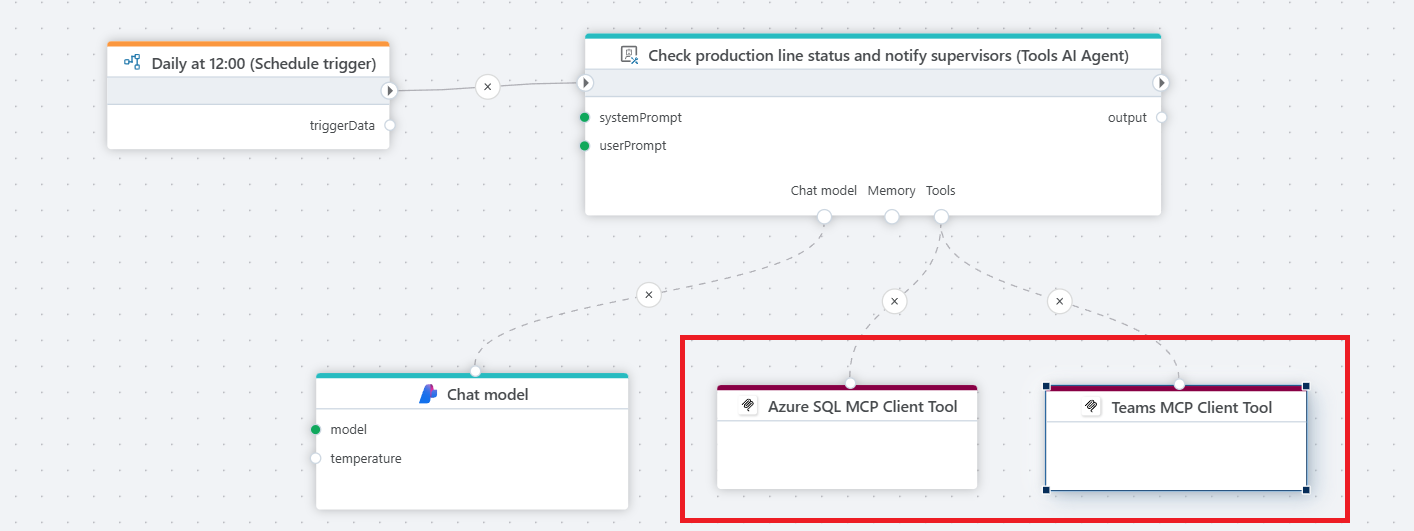 Daily at 12:00 (Schedule trigger)
triggerData
Check production line status and notify supervisors (Tools AI Agent)
systemPrompt
output
userPrompt
Chat model Memory Tools
Chat model
model
temperature
Azure SQL MCP Client Tool
Teams MCP Client Tool